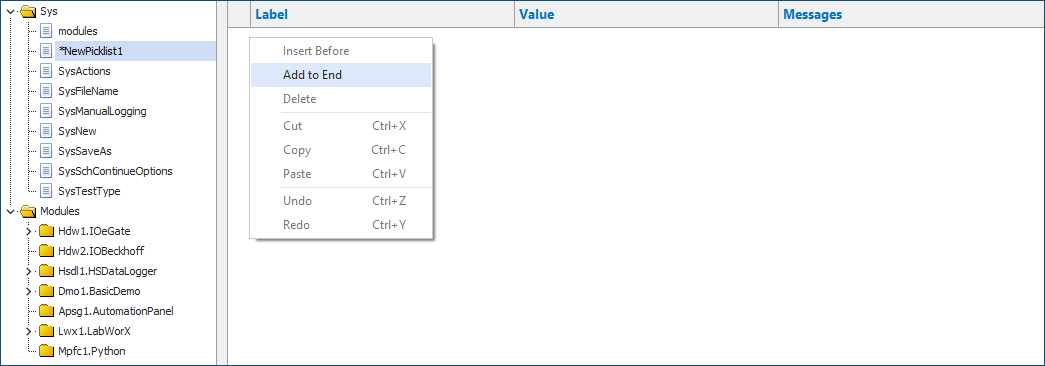 Sys
modules
*NewPicklist1
SysActions
SysFileName
SysManualLogging
SysNew
SysSaveAs
SysSchContinueOptions
SysTestType
Modules
Hdw1.IOeGate
Hdw2.IOBeckhoff
Hsdl1.HSDataLogger
Dmo1.BasicDemo
Apsg1.AutomationPanel
Lwx1.LabWorX
Mpfc1.Python
Label Value Messages
Insert Before
Add to End
Delete
Cut Ctrl+X
Copy Ctrl+C
Paste Ctrl+V
Undo Ctrl+Z
Redo Ctrl+Y